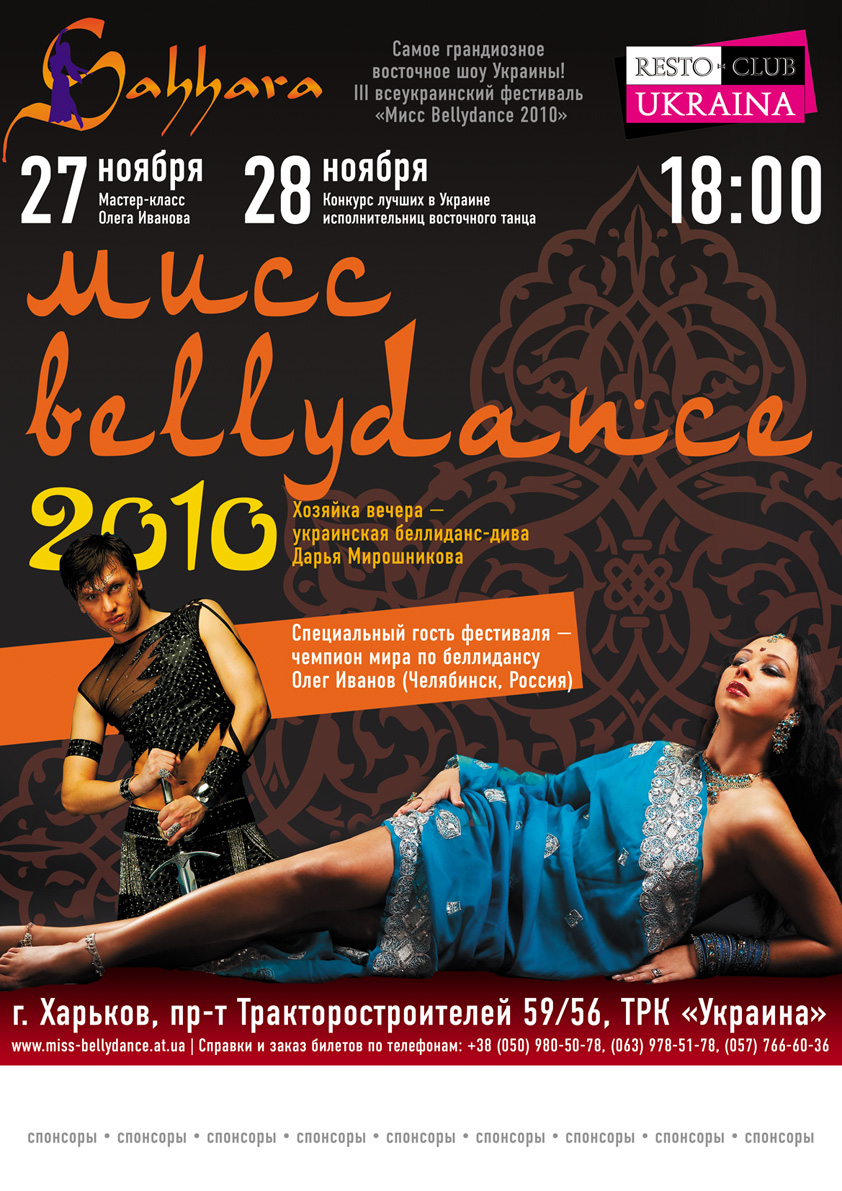 Sahhara
Самое грандиозное
восточное шоу Украины!
III всеукраинский фестиваль
«Мисс Bellydance 2010»
RESTO CLUB
UKRAINA
27 ноября
Мастер-класс
Олега Иванова
28 ноября
Конкурс лучших в Украине
исполнительниц восточного танца
18:00
мисс
bellydance
2010
Хозяйка вечера —
украинская беллиданс-дива
Дарья Мирошникова
Специальный гость фестиваля —
чемпион мира по беллидансу
Олег Иванов (Челябинск, Россия)
г. Харьков, пр-т Тракторостроителей 59/56, ТРК «Украина»
www.miss-bellydance.at.ua | Справки и заказ билетов по телефонам: +38 (050) 980-50-78, (063) 978-51-78, (057) 766-60-36
спонсоры • спонсоры • спонсоры • спонсоры • спонсоры • спонсоры • спонсоры • спонсоры • спонсоры